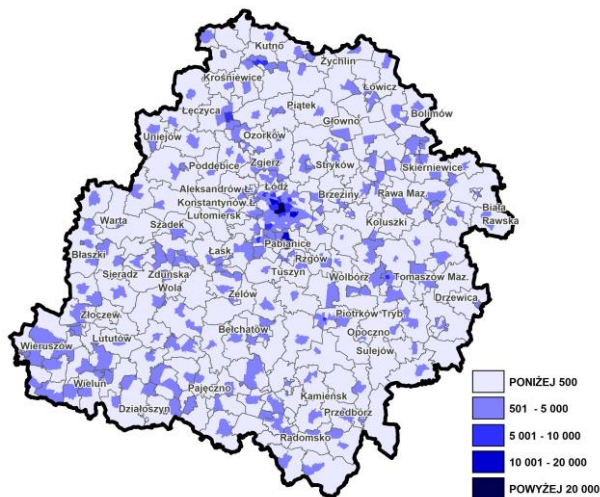 Kutno
Żychlin
Krośniewice
Łowicz
Łęczyca
Piątek
Bolimów
Głowno
Uniejów
Ozorków
Poddębice
Zgierz
Stryków
Skierniewice
Aleksandrów Ł.
Łódź
Brzeziny
Rawa Maz.
Konstantynów Ł.
Biała
Rawska
Lutomiersk
Warta
Szadek
Koluszki
Pabianice
Błaszki
Łask
Rzgów
Sieradz
Zduńska
Wola
Tuszyn
Wolbórz
Tomaszów Maz.
Zelów
Drzewica
Złoczew
Piotrków Tryb.
Bełchatów
Opoczno
Wieruszów
Lututów
Sulejów
Wieluń
Pajęczno
Kamieńsk
Działoszyn
Przedbórz
Radomsko
PONIŻEJ 500
501 - 5 000
5 001 - 10 000
10 001 - 20 000
POWYŻEJ 20 000